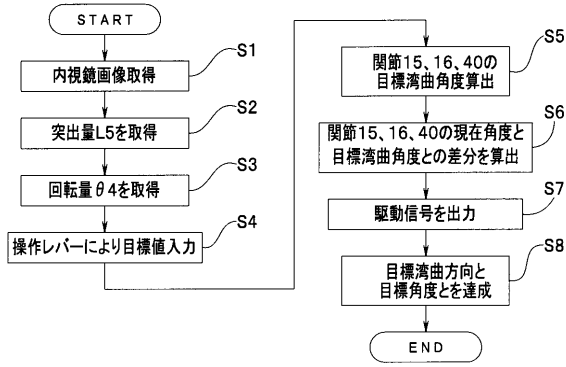 START
S1
内視鏡画像取得
S2
突出量L5を取得
S3
回転量θ4を取得
S4
操作レバーにより目標値入力
S5
関節15、16、40の
目標湾曲角度算出
S6
関節15、16、40の現在角度と
目標湾曲角度との差分を算出
S7
駆動信号を出力
S8
目標湾曲方向と
目標角度とを達成
END